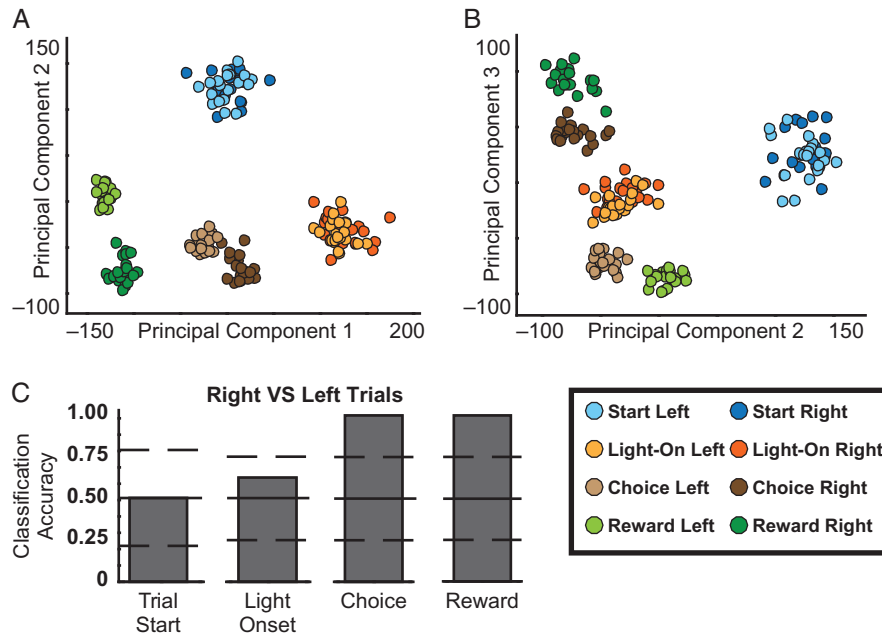 A
150
Principal Component 2
−100
−150
Principal Component 1
200
B
100
Principal Component 3
−100
−100
Principal Component 2
150
C
Right VS Left Trials
Classification
Accuracy
1.00
0.75
0.50
0.25
0
Trial
Start
Light
Onset
Choice
Reward
Start Left
Start Right
Light-On Left
Light-On Right
Choice Left
Choice Right
Reward Left
Reward Right